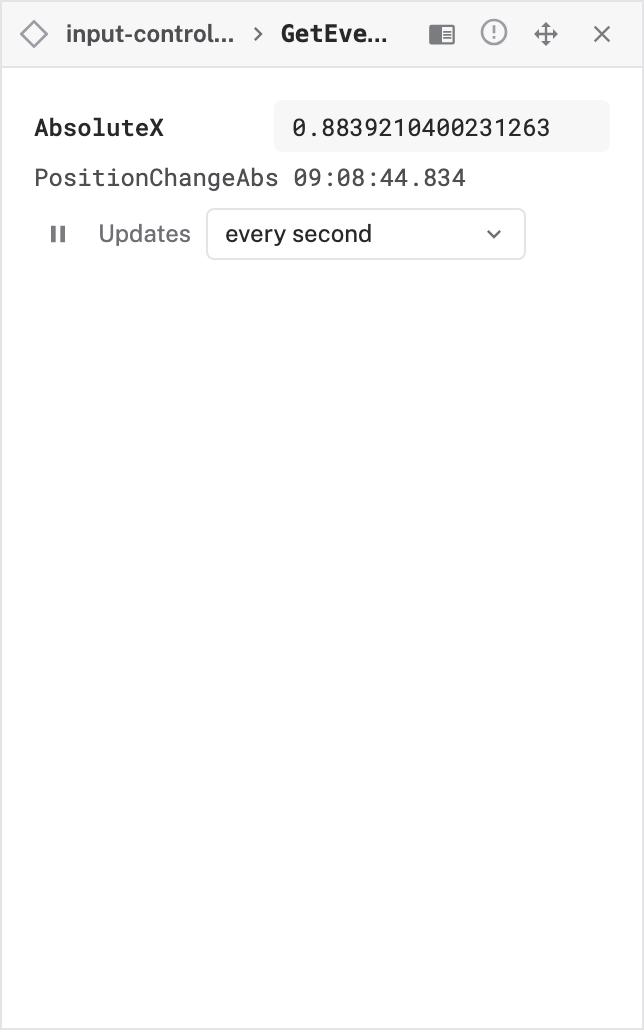 input-control... > GetEve...
AbsoluteX 0.8839210400231263
PositionChangeAbs 09:08:44.834
Updates every second